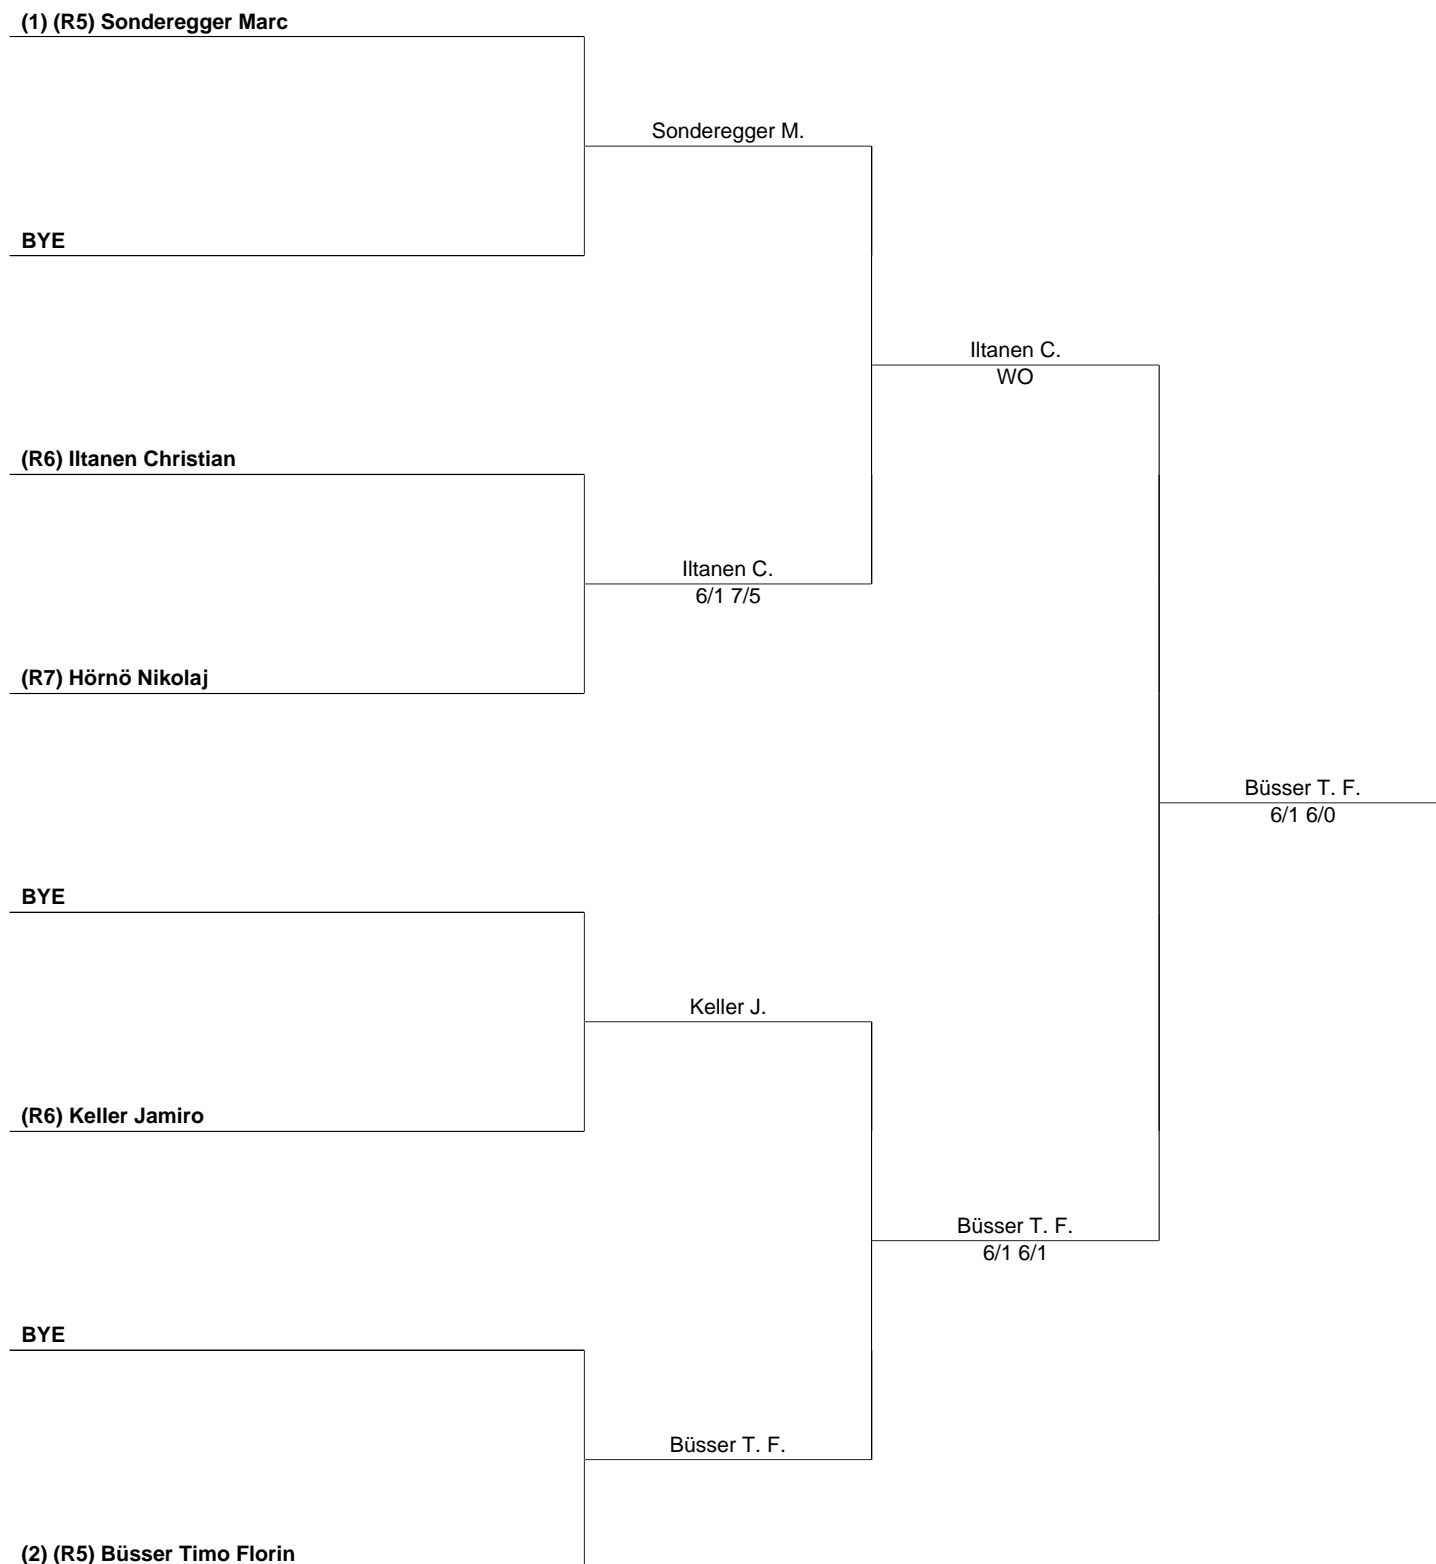 (1) (R5) Sonderegger Marc
Sonderegger M.
BYE
Iltanen C.
WO
(R6) Iltanen Christian
Iltanen C.
6/1 7/5
(R7) Hörnö Nikolaj
Büsser T. F.
6/1 6/0
BYE
Keller J.
(R6) Keller Jamiro
Büsser T. F.
6/1 6/1
BYE
Büsser T. F.
(2) (R5) Büsser Timo Florin